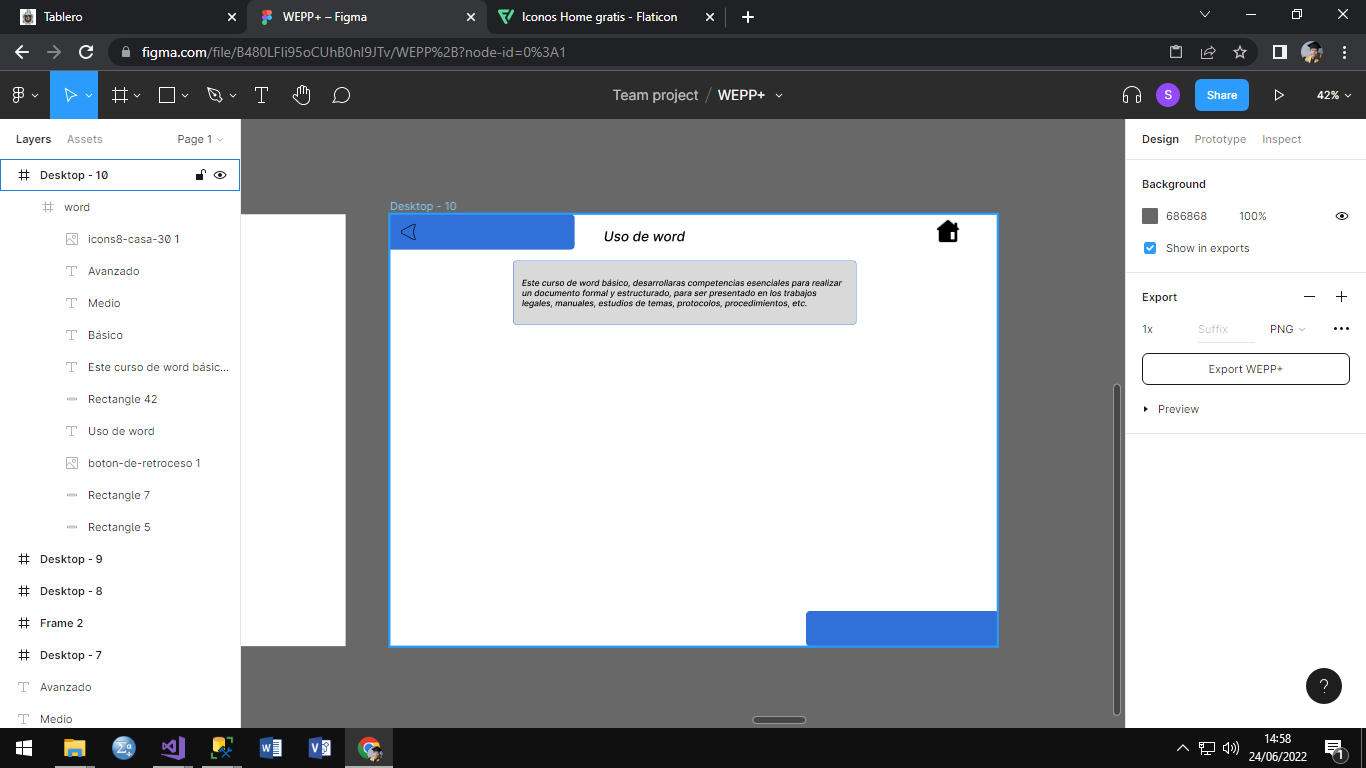 Tablero
WEPP+ – Figma
Iconos Home gratis - Flaticon
figma.com/file/B480LFIi95oCUhB0nI9JTv/WEPP%2B?node-id=0%3A1
Team project / WEPP+
S
Share
42%
Layers
Assets
Page 1
Desktop - 10
word
icons8-casa-30 1
Avanzado
Medio
Básico
Este curso de word básic...
Rectangle 42
Uso de word
boton-de-retroceso 1
Rectangle 7
Rectangle 5
Desktop - 9
Desktop - 8
Frame 2
Desktop - 7
Avanzado
Medio
Desktop - 10
Uso de word
Este curso de word básico, desarrollaras competencias esenciales para realizar
un documento formal y estructurado, para ser presentado en los trabajos
legales, manuales, estudios de temas, protocolos, procedimientos, etc.
Design
Prototype
Inspect
Background
686868
100%
Show in exports
Export
1x
Suffix
PNG
Export WEPP+
Preview
?
14:58
24/06/2022
1